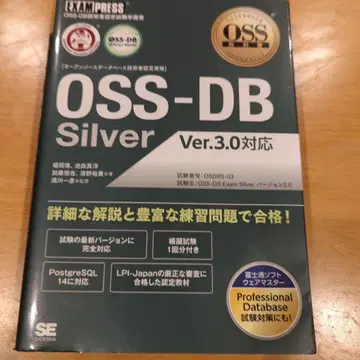 EXAMPRESS
OSS-DB技術者認定試験学習書
OSS
教科書
OSS-DB
[オープンソースデータベース技術者認定資格]
OSS-DB
Silver
Ver.3.0対応
試験番号：OSDBS-03
試験名：OSS-DB Exam Silver バージョン3.0
詳細な解説と豊富な練習問題で合格！
試験の最新バージョンに
完全対応
模擬試験
1回分付き
PostgreSQL
14に対応
LPI-Japanの厳正な審査に
合格した認定教材
富士通ソフト
ウェアマスター
Professional
Database
試験対策にも！
SE
SHOEISHA